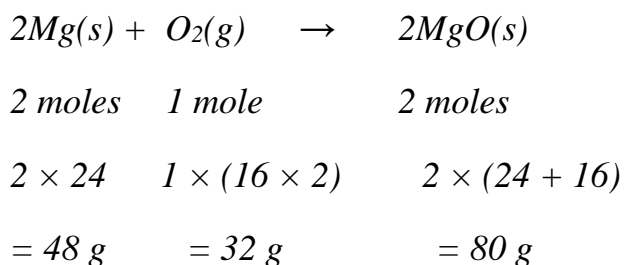 2Mg(s) + O₂(g) → 2MgO(s)
2 moles 1 mole 2 moles
2 × 24 1 × (16 × 2) 2 × (24 + 16)
= 48 g = 32 g = 80 g